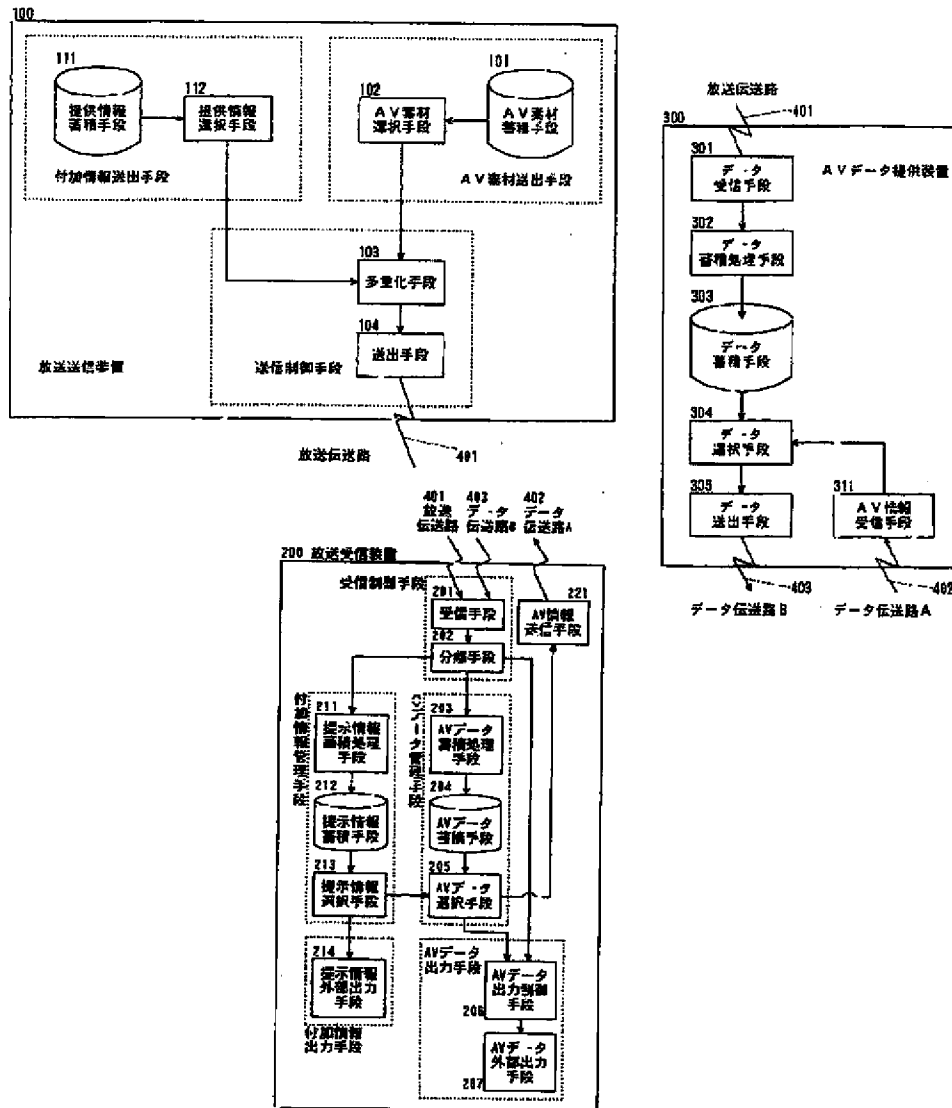 100
111
提供情報
蓄積手段
112
提供情報
選択手段
付加情報送出手段
102
AV素材
選択手段
101
AV素材
蓄積手段
AV素材送出手段
103
多重化手段
104
送出手段
送信制御手段
放送送信装置
放送伝送路
401
放送伝送路
401
300
AVデータ提供装置
301
データ
受信手段
302
データ
蓄積処理手段
303
データ
蓄積手段
304
データ
選択手段
305
データ
送出手段
311
AV情報
受信手段
403
402
データ伝送路B
データ伝送路A
401
放送
伝送路
403
データ
伝送路B
402
データ
伝送路A
200 放送受信装置
受信制御手段
201
受信手段
202
分離手段
221
AV情報
送信手段
付加情報管理手段
211
提示情報
蓄積処理
手段
212
提示情報
蓄積手段
213
提示情報
選択手段
214
提示情報
外部出力
手段
付加情報
出力手段
データ管理手段
203
AVデータ
蓄積処理
手段
204
AVデータ
蓄積手段
205
AVデータ
選択手段
AVデータ
出力手段
AVデータ
出力制御
手段
206
AVデータ
外部出力
手段
207